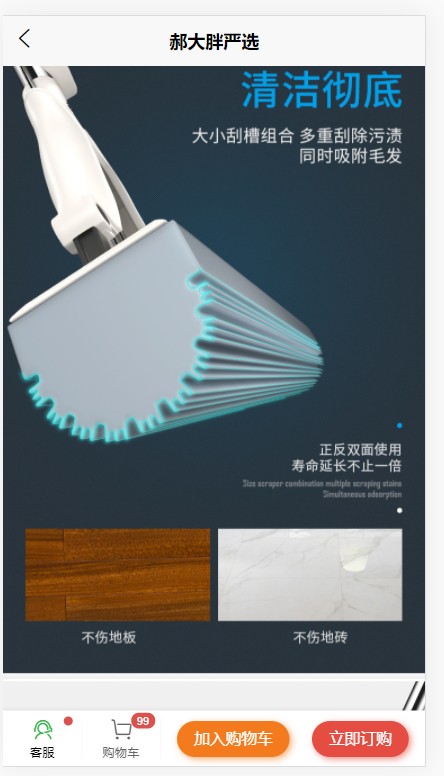 郝大胖严选
清洁彻底
大小刮槽组合 多重刮除污渍
同时吸附毛发
正反双面使用
寿命延长不止一倍
Size scraper combination multiple scraping stains
Simultaneous adsorption
不伤地板
不伤地砖
99
客服
购物车
加入购物车
立即订购